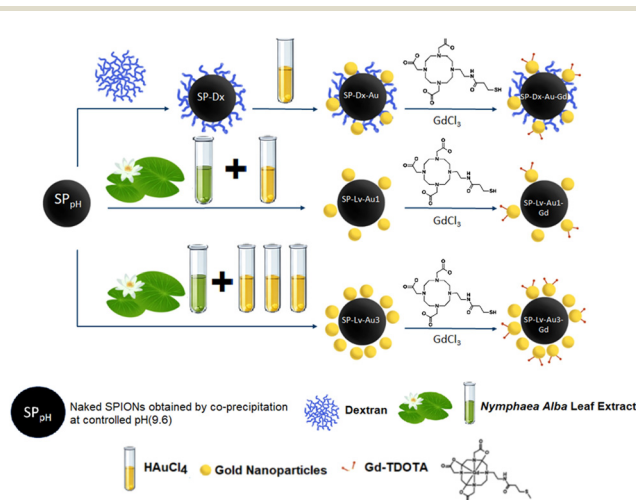 SP-Dx
SP-Dx-Au
GdCl3
SP-Dx-Au-Gd
SPpH
+
SP-Lv-Au1
GdCl3
SP-Lv-Au1-
Gd
+
SP-Lv-Au3
GdCl3
SP-Lv-Au3-
Gd
SPpH
Naked SPIONs obtained by co-precipitation
at controlled pH(9.6)
Dextran
Nymphaea Alba Leaf Extract
HAuCl4
Gold Nanoparticles
Gd-TDOTA